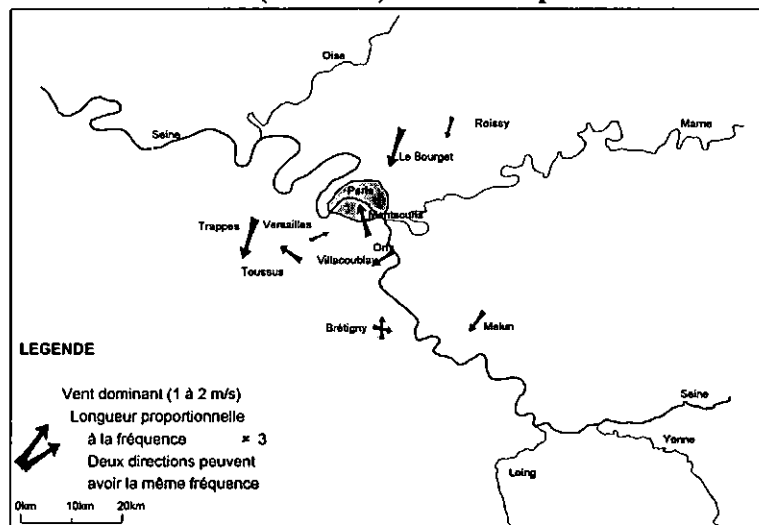 Oise
Roissy
Marne
Seine
Le Bourget
Paris
Montsouris
Trappes
Versailles
Orly
Villacoublay
Toussus
Brétigny
Melun
LEGENDE
Vent dominant (1 à 2 m/s)
Longueur proportionnelle
à la fréquence × 3
Deux directions peuvent
avoir la même fréquence
0km 10km 20km
Seine
Yonne
Loing